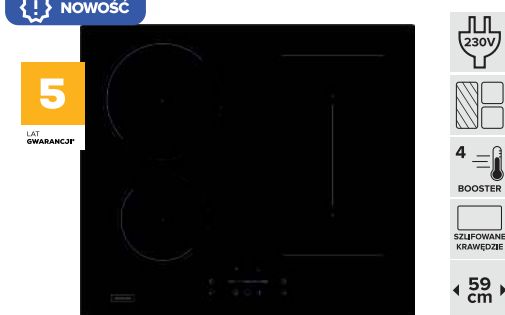 NOWOŚĆ
5
LAT
GWARANCJI*
230V
4
BOOSTER
SZLIFOWANE
KRAWĘDZIE
59
cm